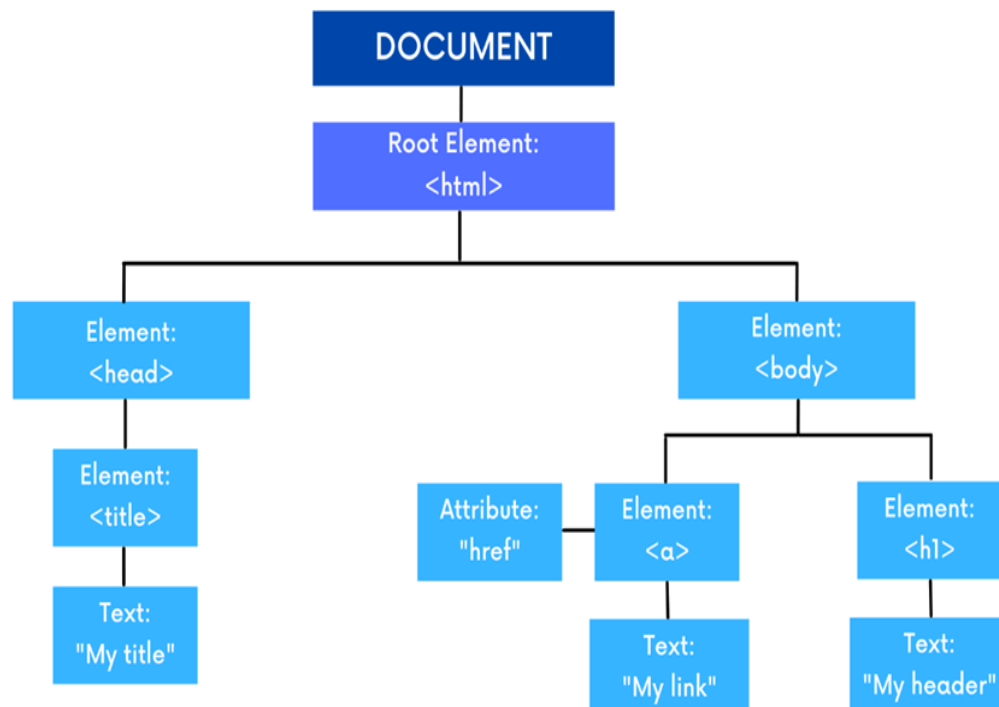 DOCUMENT
Root Element:
<html>
Element:
<head>
Element:
<body>
Element:
<title>
Attribute:
"href"
Element:
<a>
Element:
<h1>
Text:
"My title"
Text:
"My link"
Text:
"My header"